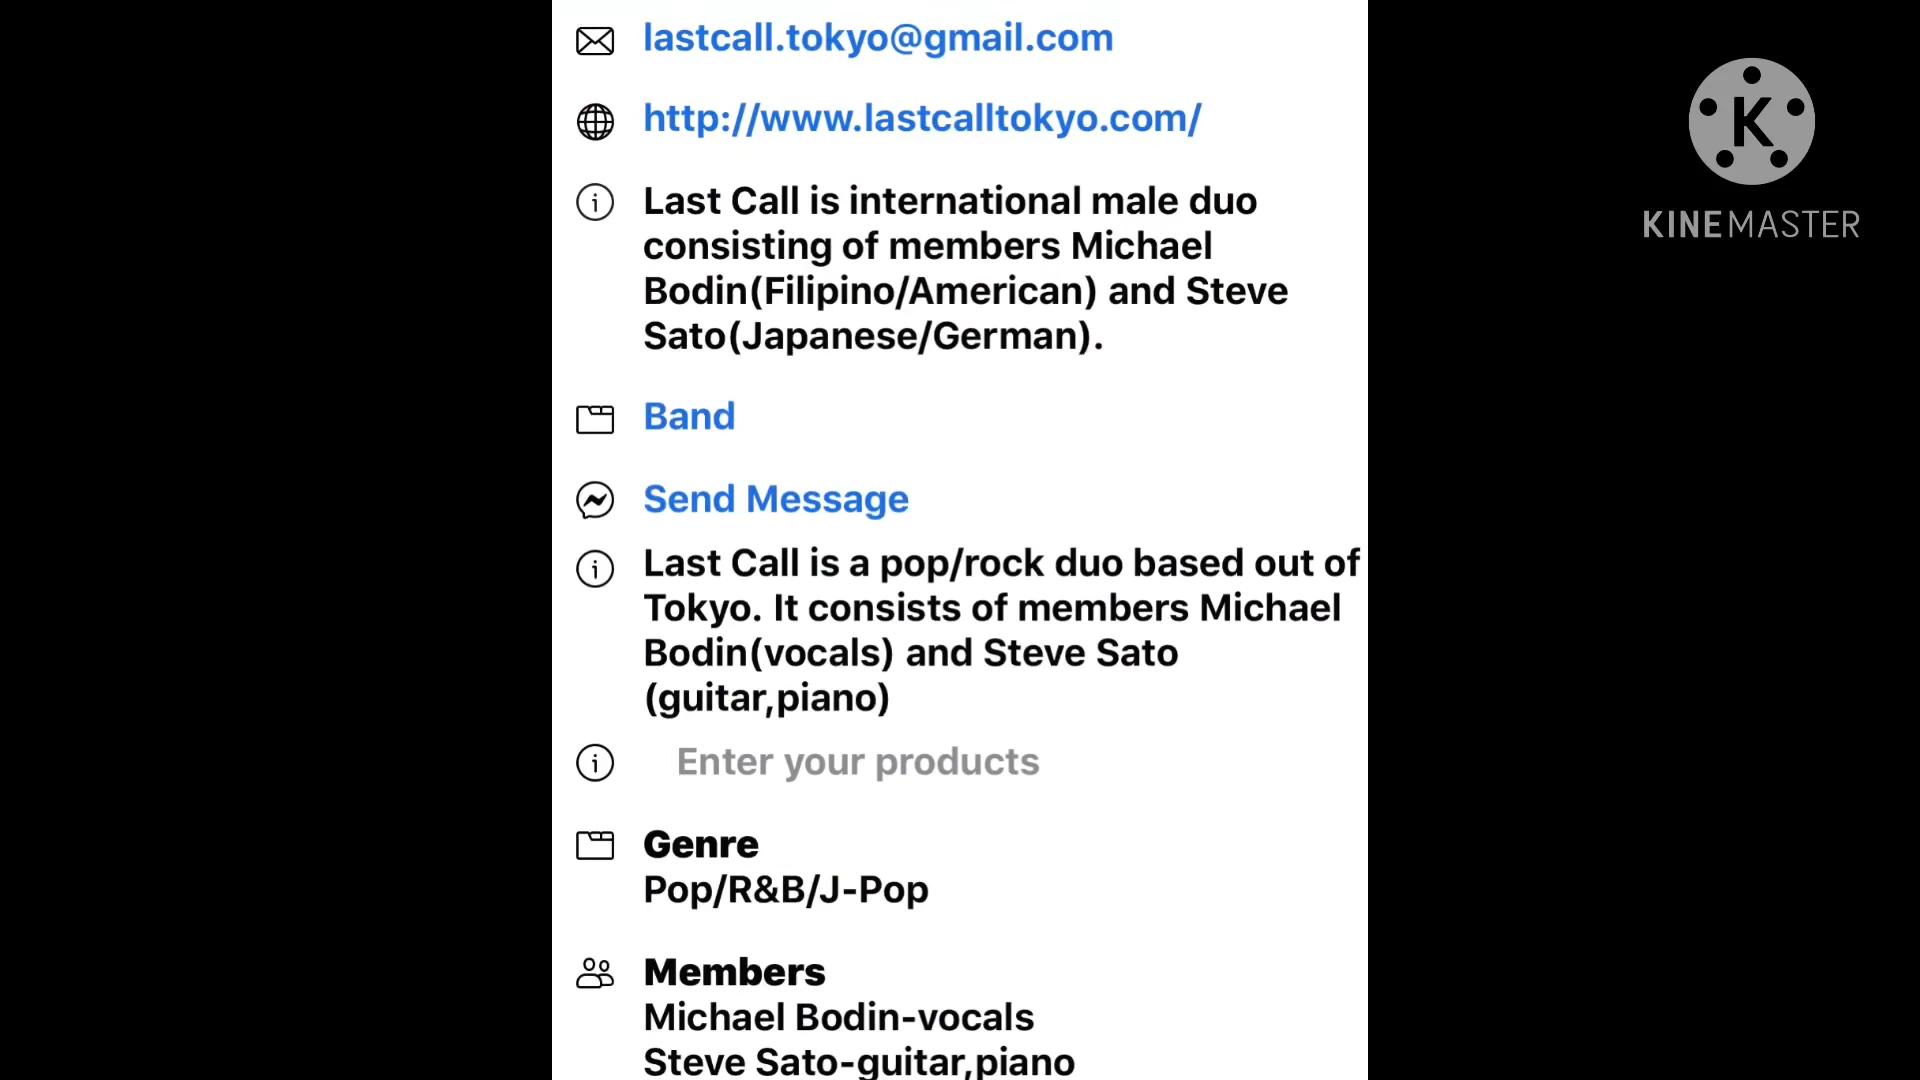 lastcall.tokyo@gmail.com
http://www.lastcalltokyo.com/
Last Call is international male duo
consisting of members Michael
Bodin(Filipino/American) and Steve
Sato(Japanese/German).
Band
Send Message
Last Call is a pop/rock duo based out of
Tokyo. It consists of members Michael
Bodin(vocals) and Steve Sato
(guitar,piano)
Enter your products
Genre
Pop/R&B/J-Pop
Members
Michael Bodin-vocals
Steve Sato-guitar,piano
K
KINEMASTER